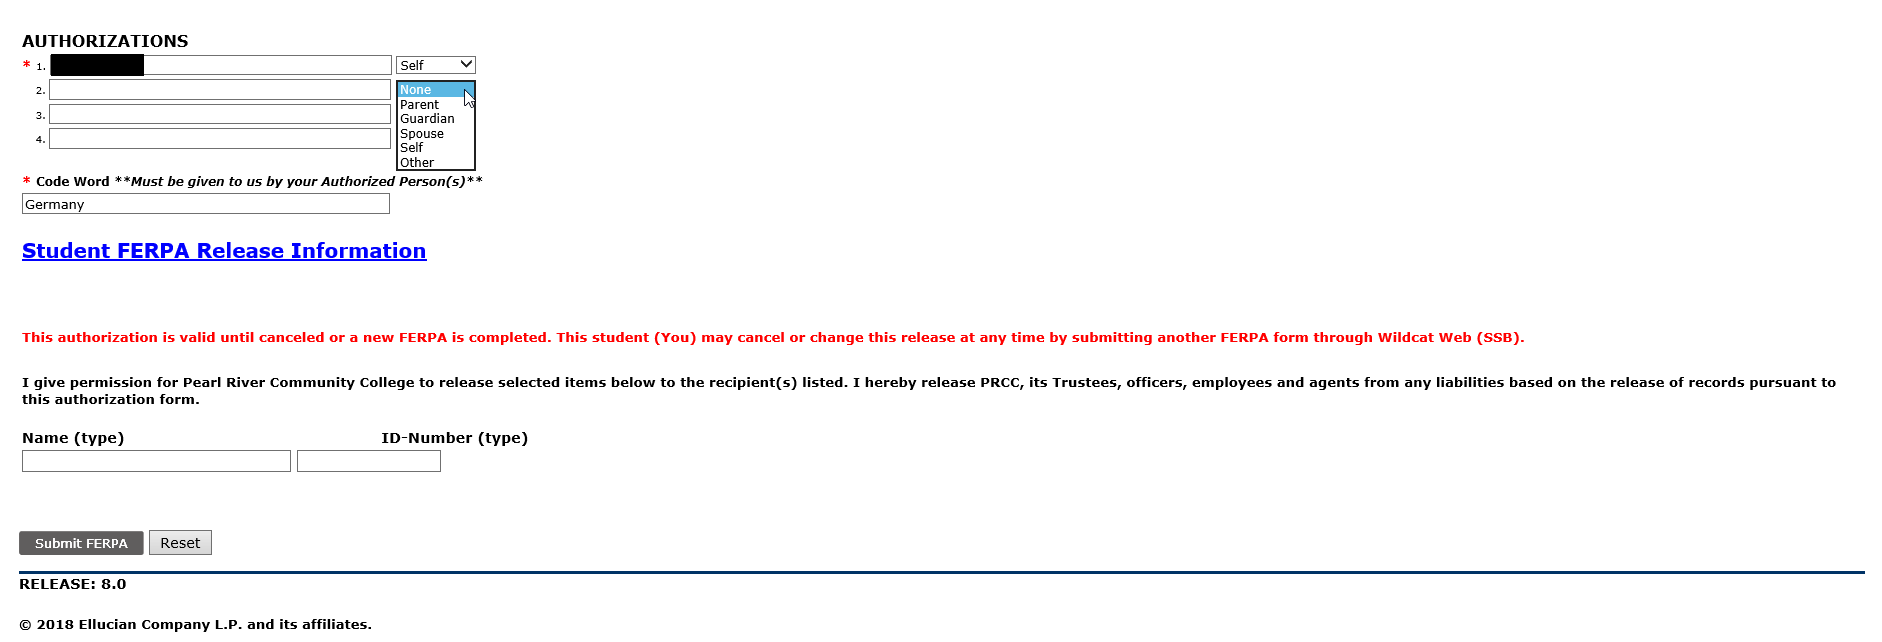 AUTHORIZATIONS
* 1. Self
2. None
Parent
3. Guardian
Spouse
4. Self
Other
* Code Word **Must be given to us by your Authorized Person(s)**
Germany
Student FERPA Release Information
This authorization is valid until canceled or a new FERPA is completed. This student (You) may cancel or change this release at any time by submitting another FERPA form through Wildcat Web (SSB).
I give permission for Pearl River Community College to release selected items below to the recipient(s) listed. I hereby release PRCC, its Trustees, officers, employees and agents from any liabilities based on the release of records pursuant to
this authorization form.
Name (type) ID-Number (type)
Submit FERPA Reset
RELEASE: 8.0
© 2018 Ellucian Company L.P. and its affiliates.